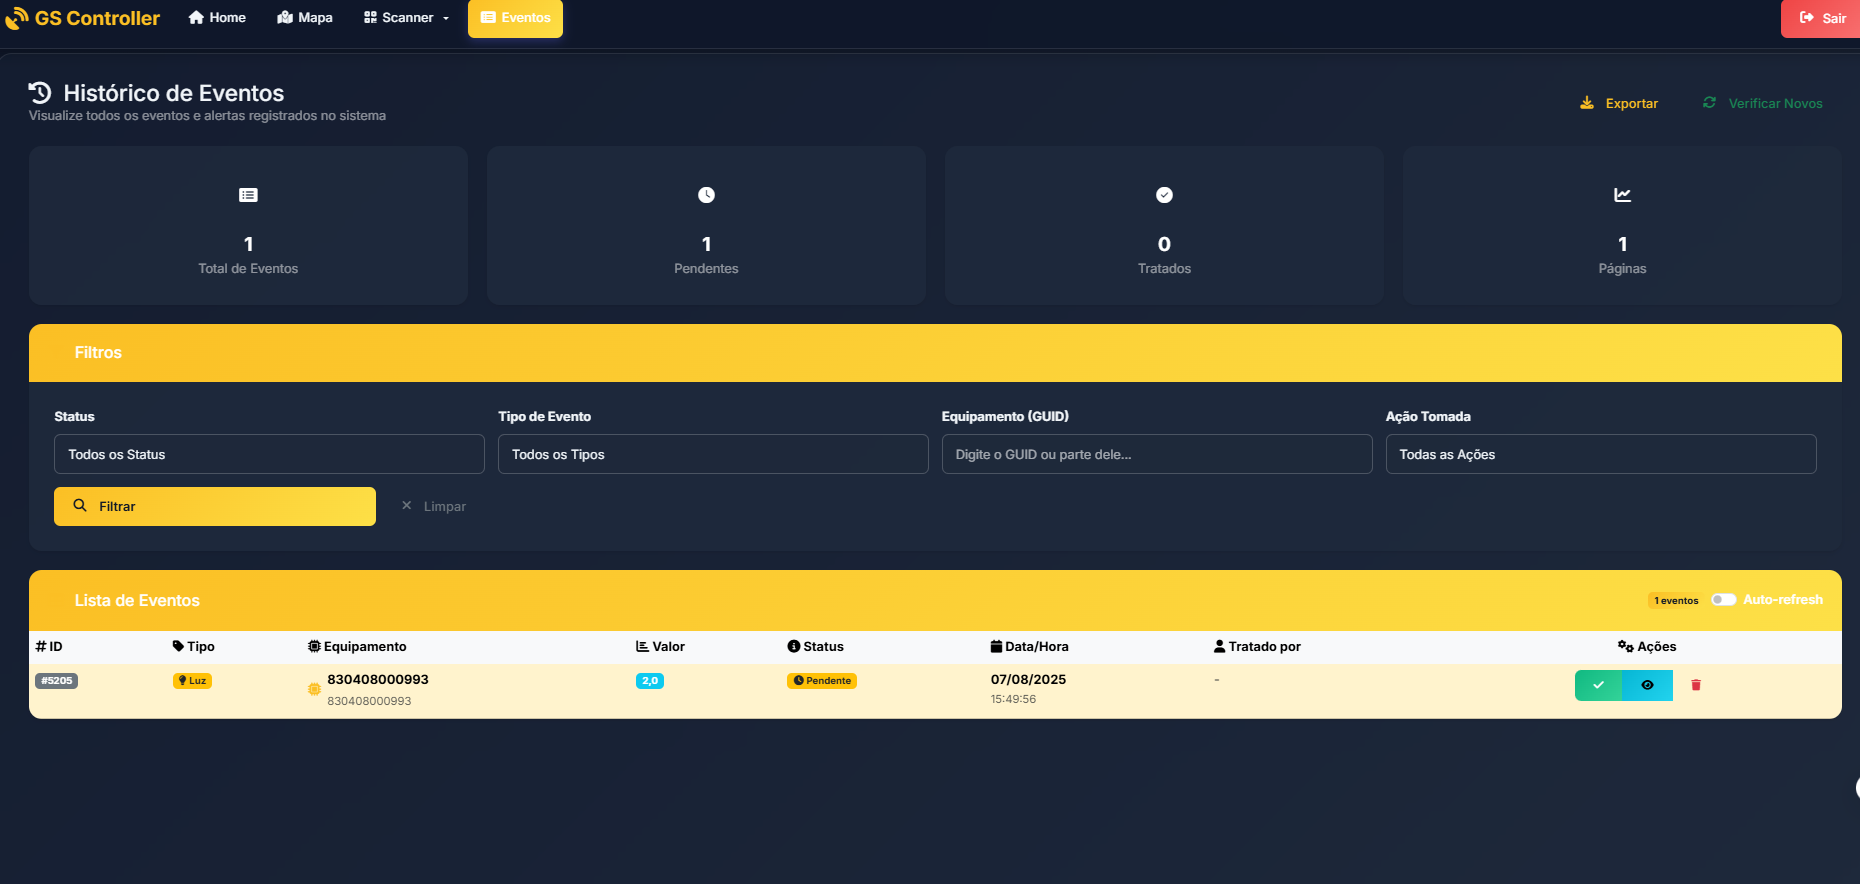 GS Controller
Home
Mapa
Scanner
Eventos
Sair
Histórico de Eventos
Visualize todos os eventos e alertas registrados no sistema
Exportar
Verificar Novos
1
Total de Eventos
1
Pendentes
0
Tratados
1
Páginas
Filtros
Status
Tipo de Evento
Equipamento (GUID)
Ação Tomada
Todos os Status
Todos os Tipos
Digite o GUID ou parte dele...
Todas as Ações
Filtrar
Limpar
Lista de Eventos
1 eventos
Auto-refresh
# ID
Tipo
Equipamento
Valor
Status
Data/Hora
Tratado por
Ações
#5205
Luz
830408000993
830408000993
2,0
Pendente
07/08/2025
15:49:56
-